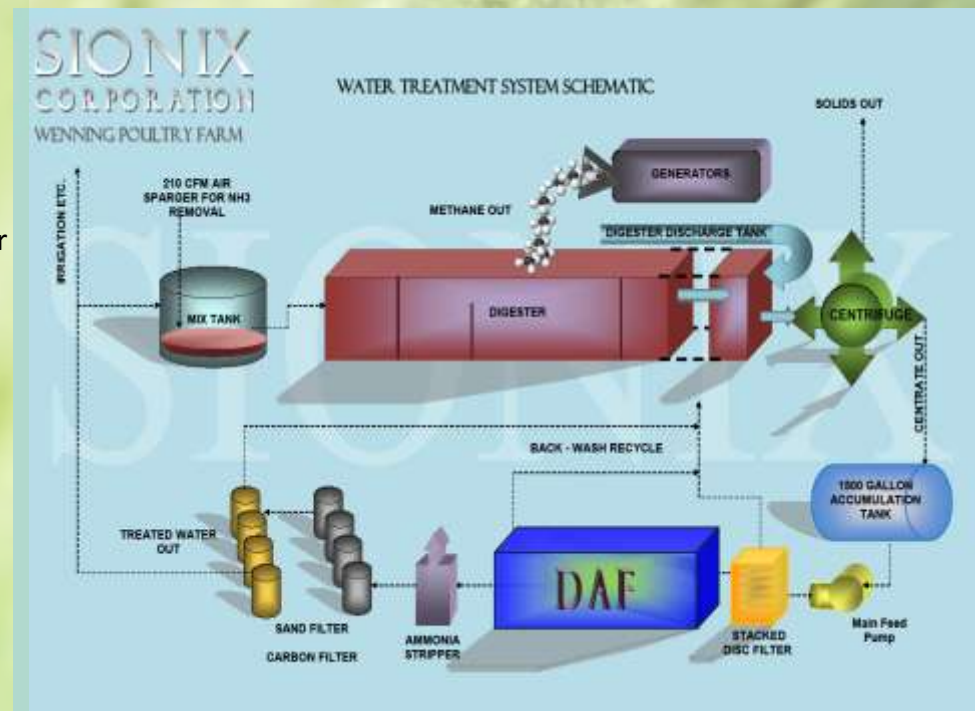 SIONIX
CORPORATION
WENNING POULTRY FARM
WATER TREATMENT SYSTEM SCHEMATIC
SOLIDS OUT
IRRIGATION ETC.
210 CFM AIR
SPARGER FOR NH3
REMOVAL
METHANE OUT
GENERATORS
DIGESTER DISCHARGE TANK
r
MIX TANK
DIGESTER
CENTRIFUGE
CENTRATE OUT
SIONIX
BACK - WASH RECYCLE
TREATED WATER
OUT
SAND FILTER
CARBON FILTER
AMMONIA
STRIPPER
DAF
STACKED
DISC FILTER
Main Feed
Pump
GALLON
ACCUMULATION
TANK